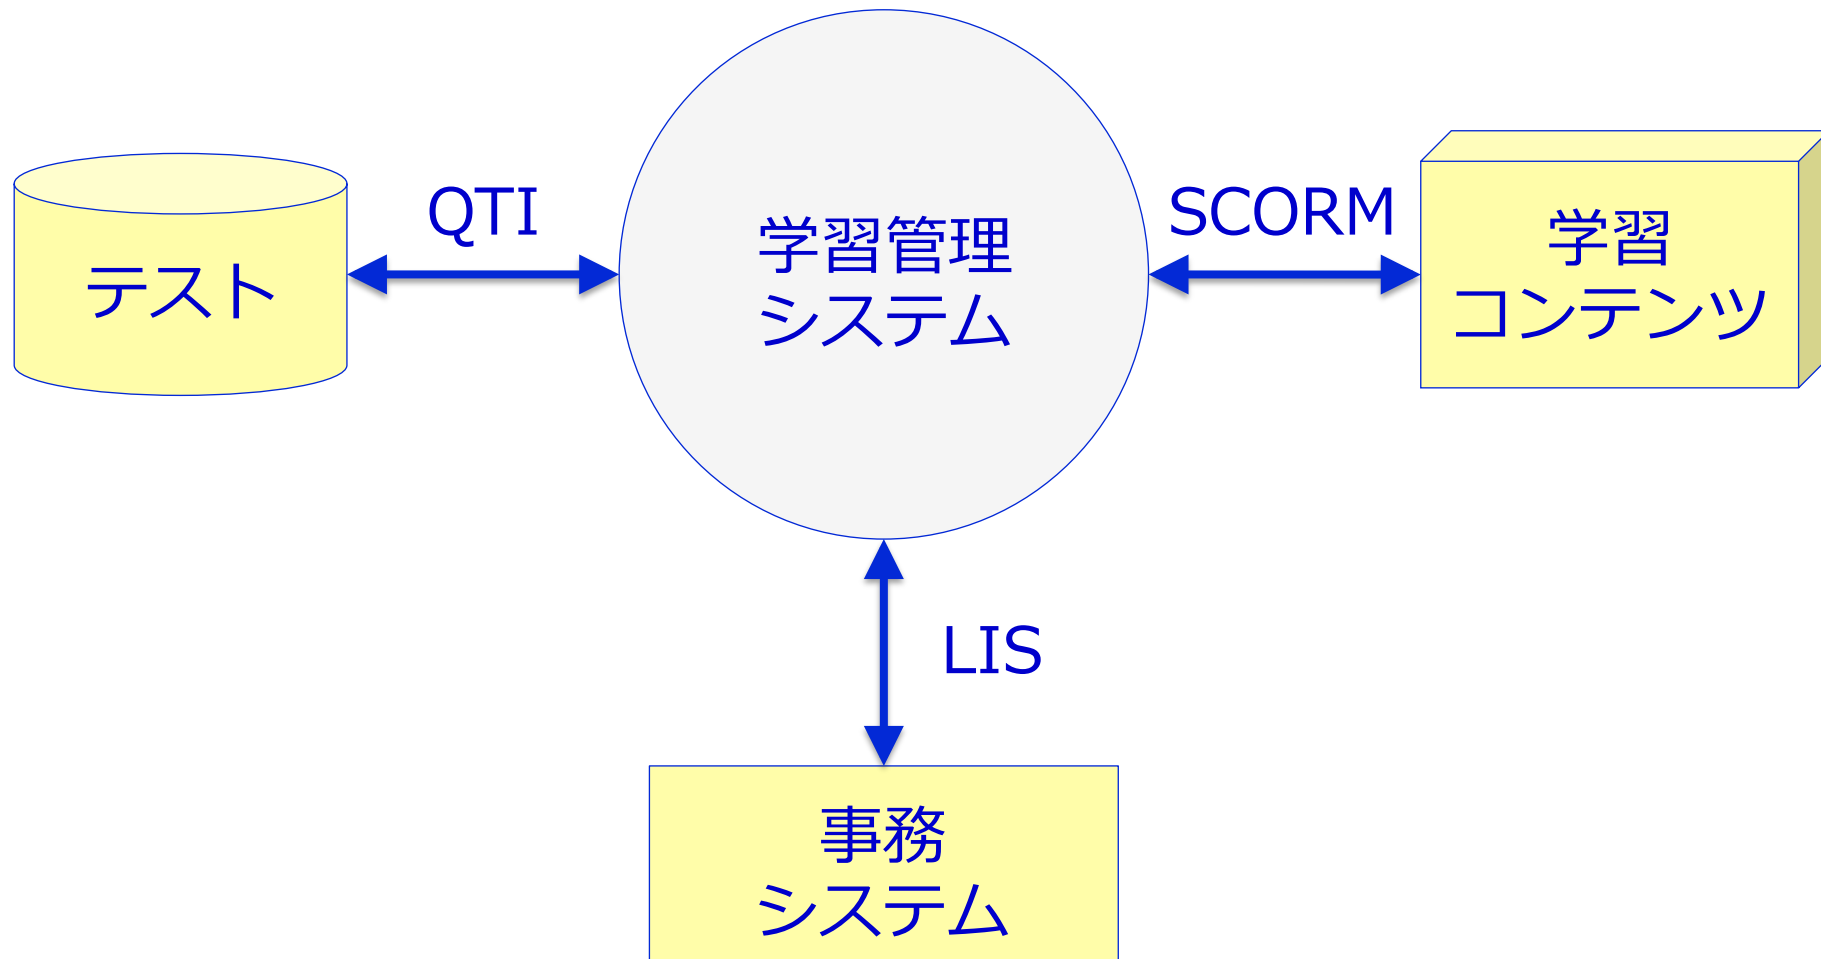 テスト
QTI
学習管理
システム
SCORM
学習
コンテンツ
LIS
事務
システム